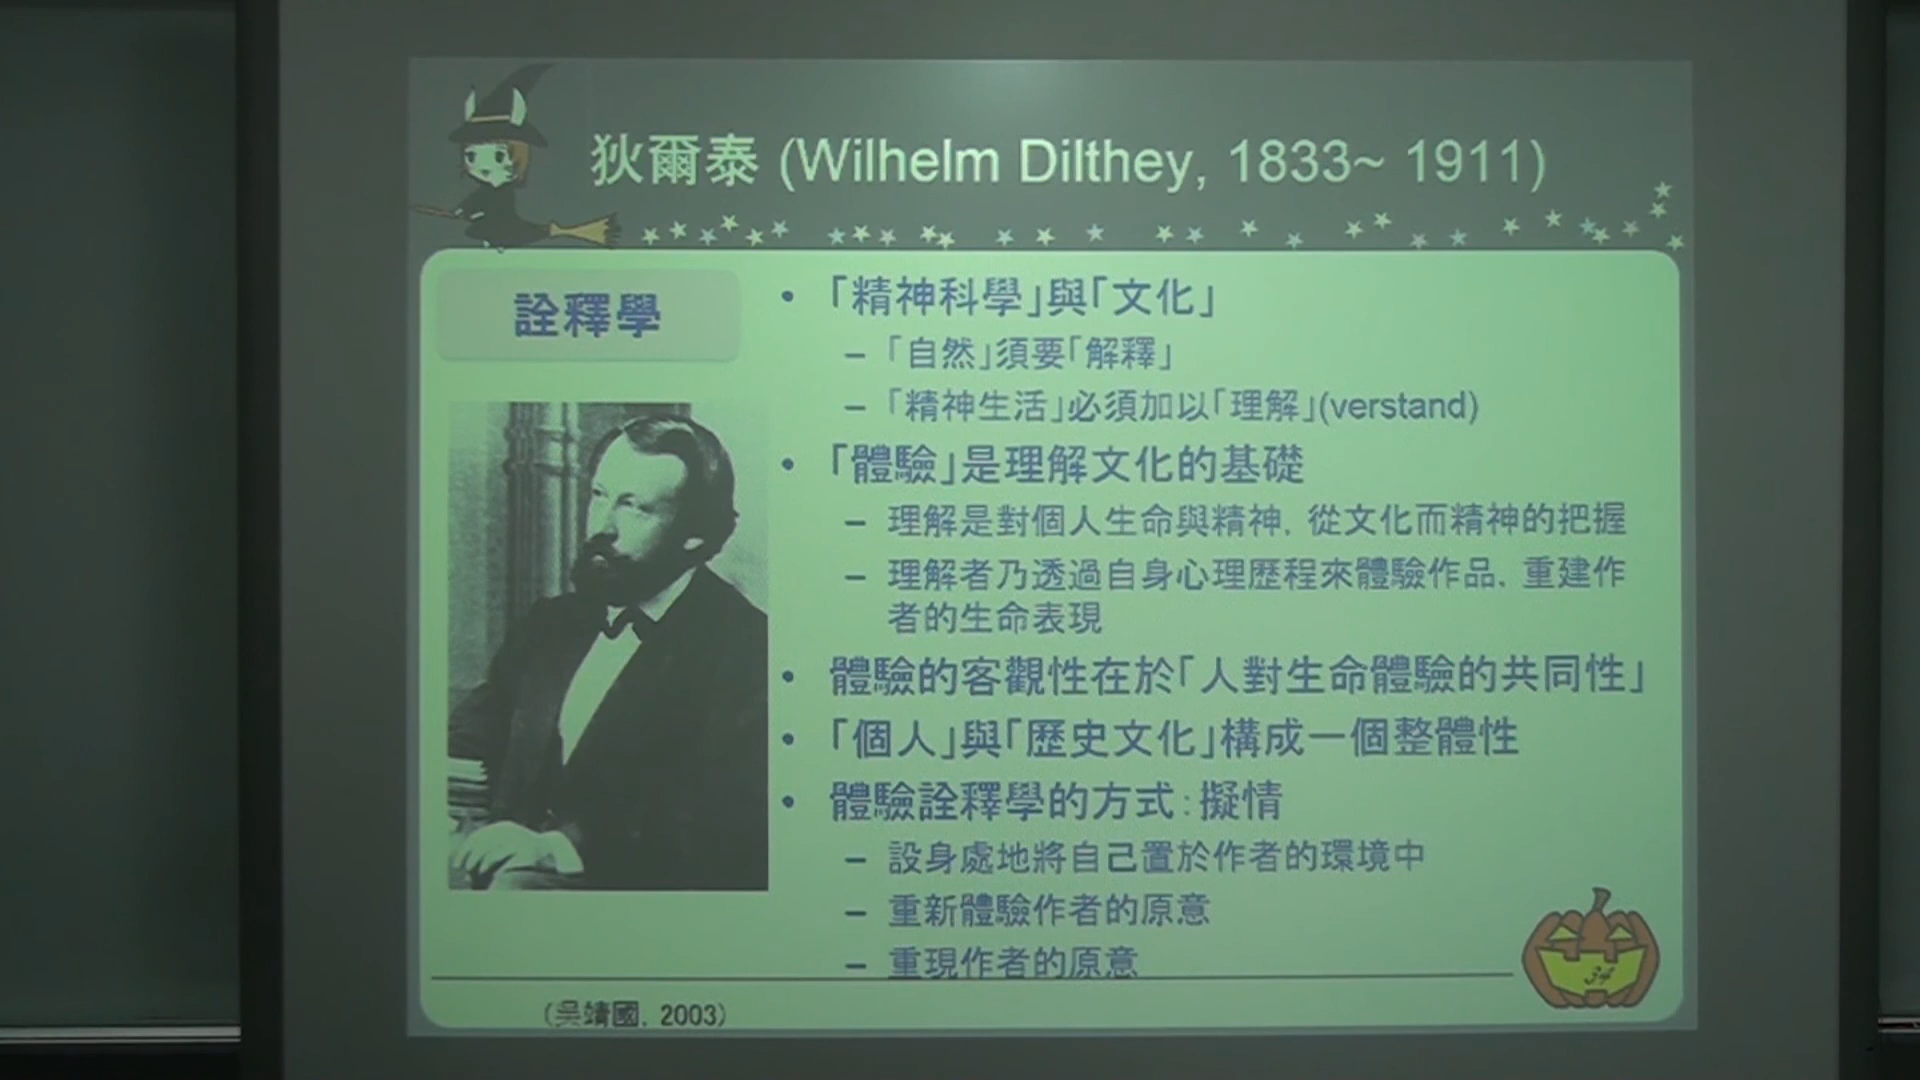 狄爾泰 (Wilhelm Dilthey, 1833~ 1911)
詮釋學
• 「精神科學」與「文化」
– 「自然」須要「解釋」
– 「精神生活」必須加以「理解」(verstand)
• 「體驗」是理解文化的基礎
– 理解是對個人生命與精神, 從文化而精神的把握
– 理解者乃透過自身心理歷程來體驗作品, 重建作
者的生命表現
• 體驗的客觀性在於「人對生命體驗的共同性」
• 「個人」與「歷史文化」構成一個整體性
• 體驗詮釋學的方式:擬情
– 設身處地將自己置於作者的環境中
– 重新體驗作者的原意
– 重現作者的原意
(吳靖國, 2003)